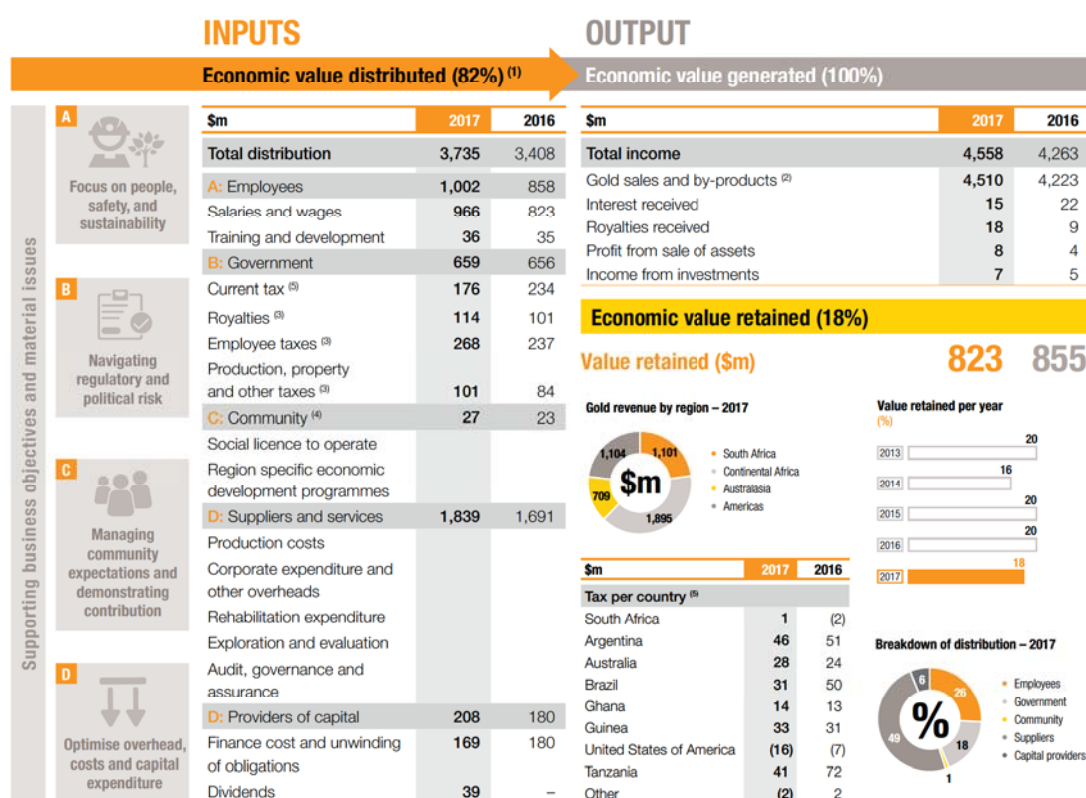 INPUTS
Economic value distributed (82%) (1)
Supporting business objectives and material issues
A
Focus on people,
safety, and
sustainability
B
Navigating
regulatory and
political risk
C
Managing
community
expectations and
demonstrating
contribution
D
Optimise overhead,
costs and capital
expenditure
$m 2017 2016
Total distribution 3,735 3,408
A: Employees 1,002 858
Salaries and wages 966 823
Training and development 36 35
B: Government 659 656
Current tax (5) 176 234
Royalties (3) 114 101
Employee taxes (3) 268 237
Production, property
and other taxes (3) 101 84
C: Community (4) 27 23
Social licence to operate
Region specific economic
development programmes
D: Suppliers and services 1,839 1,691
Production costs
Corporate expenditure and
other overheads
Rehabilitation expenditure
Exploration and evaluation
Audit, governance and
assurance
D: Providers of capital 208 180
Finance cost and unwinding 169 180
of obligations
Dividends 39 –
OUTPUT
Economic value generated (100%)
$m 2017 2016
Total income 4,558 4,263
Gold sales and by-products (2) 4,510 4,223
Interest received 15 22
Royalties received 18 9
Profit from sale of assets 8 4
Income from investments 7 5
Economic value retained (18%)
Value retained ($m) 823 855
Gold revenue by region – 2017
1,104 1,101
$m
709
1,895
South Africa
Continental Africa
Australasia
Americas
Value retained per year
(%)
2013 20
2014 16
2015 20
2016 20
2017 18
$m 2017 2016
Tax per country (5)
South Africa 1 (2)
Argentina 46 51
Australia 28 24
Brazil 31 50
Ghana 14 13
Guinea 33 31
United States of America (16) (7)
Tanzania 41 72
Other (2) 2
Breakdown of distribution – 2017
6
26
%
49
18
1
Employees
Government
Community
Suppliers
Capital providers